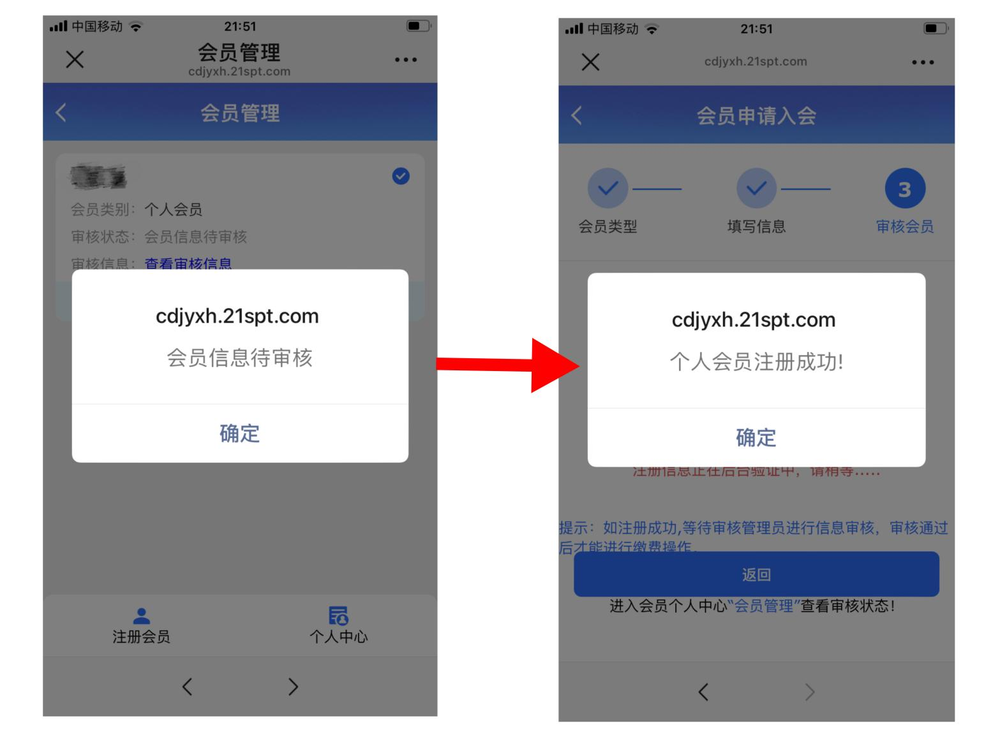 中国移动
21:51
会员管理
cdjyxh.21spt.com
会员管理
会员类别：个人会员
审核状态：会员信息待审核
审核信息：查看审核信息
cdjyxh.21spt.com
会员信息待审核
确定
注册会员
个人中心
中国移动
21:51
cdjyxh.21spt.com
会员申请入会
3
会员类型
填写信息
审核会员
cdjyxh.21spt.com
个人会员注册成功!
确定
注册信息正在后台验证中，请稍等.....
提示：如注册成功,等待审核管理员进行信息审核，审核通过
后才能进行缴费操作。
返回
进入会员个人中心“会员管理”查看审核状态！